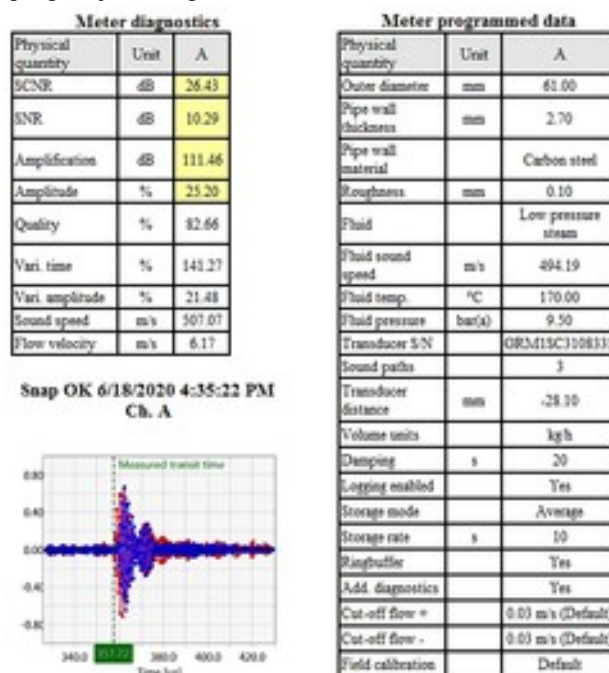 Meter diagnostics
Physical quantity Unit A
SCNR dB 26.43
SNR dB 10.29
Amplification dB 111.46
Amplitude % 25.20
Quality % 82.66
Vari. time % 141.27
Vari. amplitude % 21.48
Sound speed m/s 507.07
Flow velocity m/s 6.17
Snap OK 6/18/2020 4:35:22 PM
Ch. A
Measured transit time
0.80
0.40
0.00
-0.40
-0.80
340.0 357.72 380.0 400.0 420.0
Time [us]
Meter programmed data
Physical quantity Unit A
Outer diameter mm 61.00
Pipe wall thickness mm 2.70
Pipe wall material Carbon steel
Roughness mm 0.10
Fluid Low pressure steam
Fluid sound speed m/s 494.19
Fluid temp. °C 170.00
Fluid pressure bar(a) 9.50
Transducer S/N
Sound paths 3
Transducer distance mm -28.10
Volume units kg/h
Damping s 20
Logging enabled Yes
Storage mode Average
Storage rate s 10
Ringbuffer Yes
Add. diagnostics Yes
Cut-off flow + 0.03 m/s (Default)
Cut-off flow - 0.03 m/s (Default)
Field calibration Default